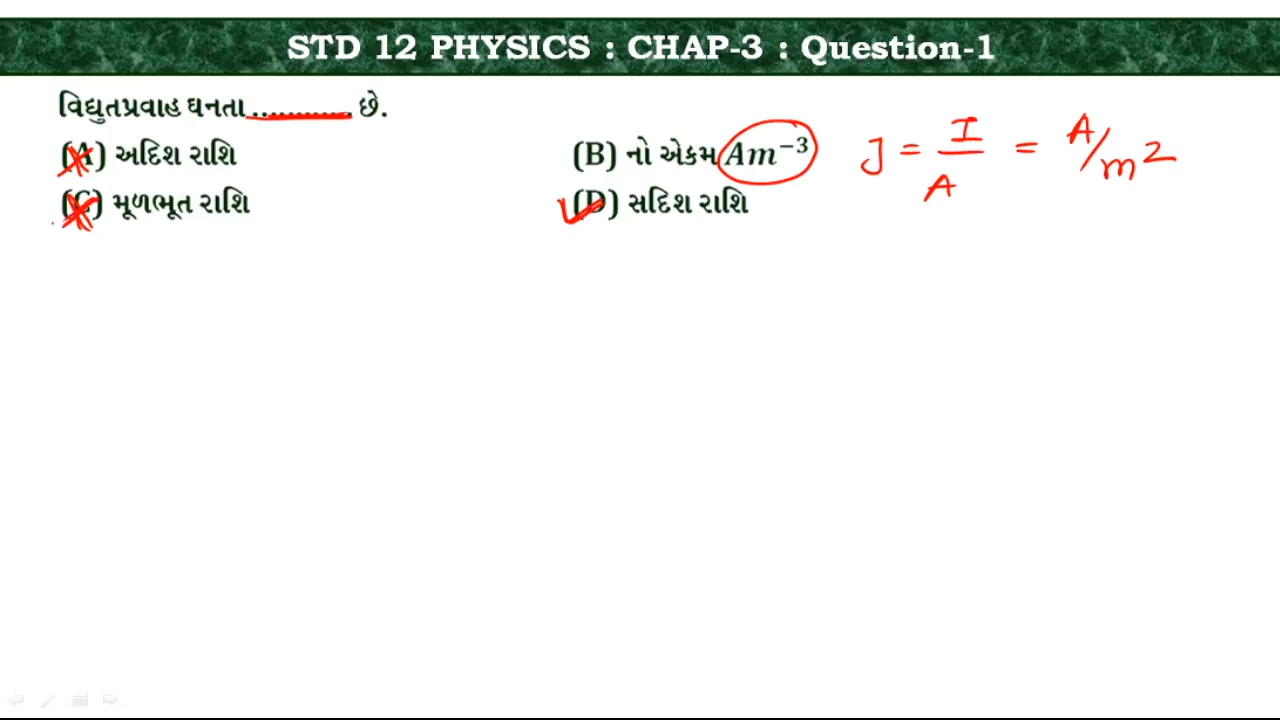 STD 12 PHYSICS : CHAP-3 : Question-1
વિદ્યુતપ્રવાહ ઘનતા ............ છે.
(A) અદિશ રાશિ (B) નો એકમ Am⁻³ J = I/A = A/m²
(C) મૂળભૂત રાશિ (D) સદિશ રાશિ